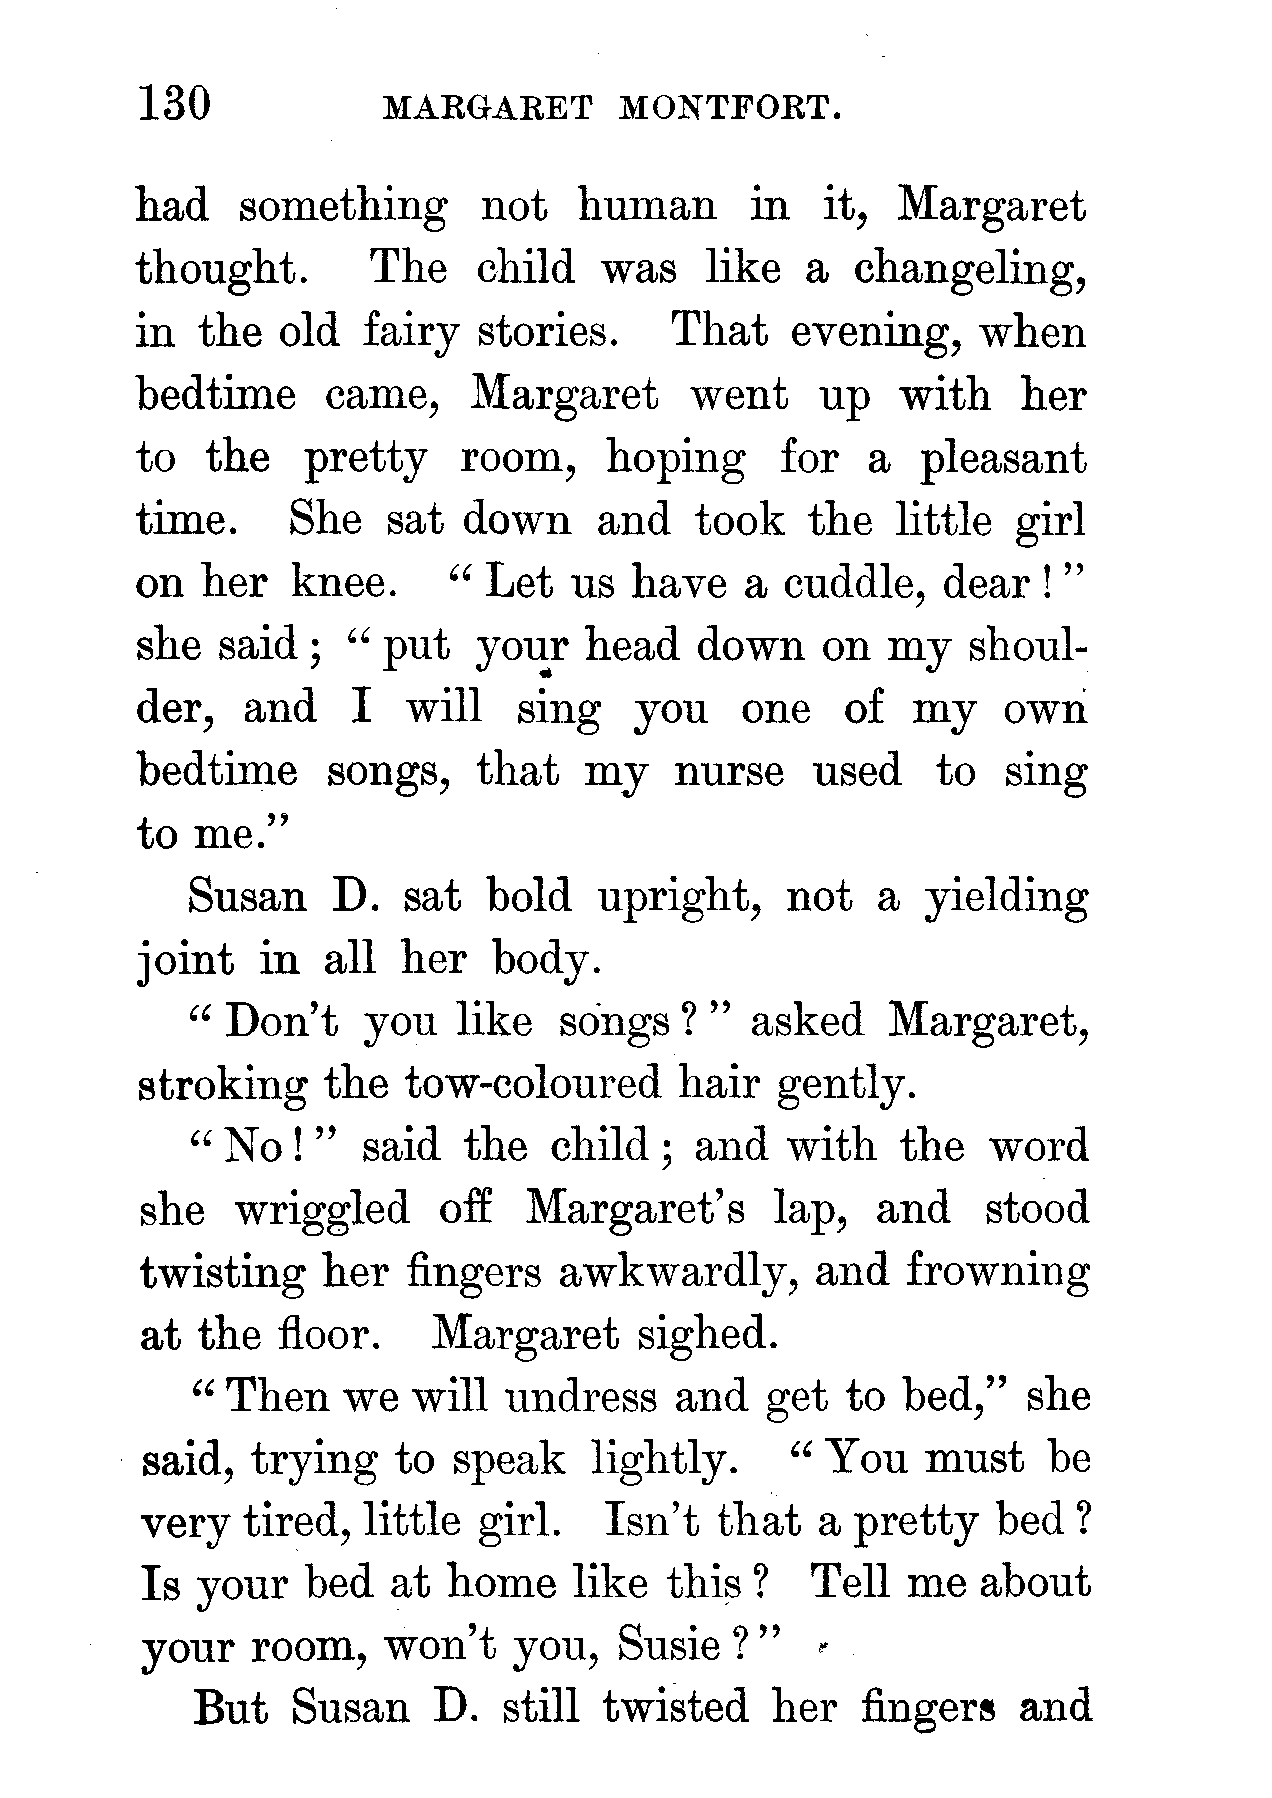 130 MARGARET MONTFORT.
had something not human in it, Margaret
thought. The child was like a changeling,
in the old fairy stories. That evening, when
bedtime came, Margaret went up with her
to the pretty room, hoping for a pleasant
time. She sat down and took the little girl
on her knee. “ Let us have a cuddle, dear ! ”
she said ; “ put your head down on my shoul-
der, and I will sing you one of my own
bedtime songs, that my nurse used to sing
to me.”
Susan D. sat bold upright, not a yielding
joint in all her body.
“ Don’t you like songs ? ” asked Margaret,
stroking the tow-coloured hair gently.
“ No ! ” said the child ; and with the word
she wriggled off Margaret’s lap, and stood
twisting her fingers awkwardly, and frowning
at the floor. Margaret sighed.
“ Then we will undress and get to bed,” she
said, trying to speak lightly. “ You must be
very tired, little girl. Isn’t that a pretty bed ?
Is your bed at home like this ? Tell me about
your room, won’t you, Susie ? ”
But Susan D. still twisted her fingers and